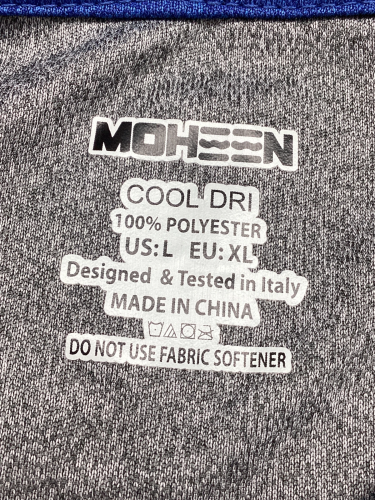 MOHEEN
COOL DRI
100% POLYESTER
US: L EU: XL
Designed & Tested in Italy
MADE IN CHINA
DO NOT USE FABRIC SOFTENER